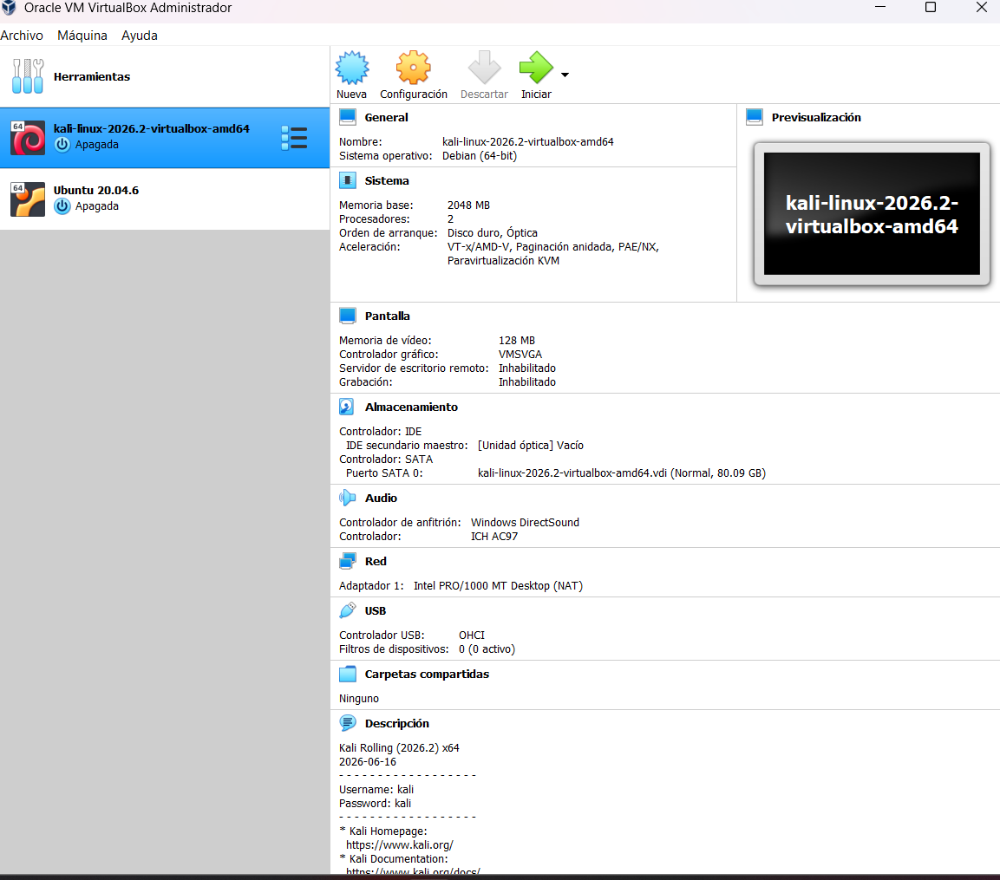 Oracle VM VirtualBox Administrador
Archivo Máquina Ayuda
Herramientas
64
kali-linux-2026.2-virtualbox-amd64
Apagada
64
Ubuntu 20.04.6
Apagada
Nueva Configuración Descartar Iniciar
General
Nombre: kali-linux-2026.2-virtualbox-amd64
Sistema operativo: Debian (64-bit)
Previsualización
kali-linux-2026.2-
virtualbox-amd64
Sistema
Memoria base: 2048 MB
Procesadores: 2
Orden de arranque: Disco duro, Óptica
Aceleración: VT-x/AMD-V, Paginación anidada, PAE/NX,
Paravirtualización KVM
Pantalla
Memoria de vídeo: 128 MB
Controlador gráfico: VMSVGA
Servidor de escritorio remoto: Inhabilitado
Grabación: Inhabilitado
Almacenamiento
Controlador: IDE
IDE secundario maestro: [Unidad óptica] Vacío
Controlador: SATA
Puerto SATA 0: kali-linux-2026.2-virtualbox-amd64.vdi (Normal, 80.09 GB)
Audio
Controlador de anfitrión: Windows DirectSound
Controlador: ICH AC97
Red
Adaptador 1: Intel PRO/1000 MT Desktop (NAT)
USB
Controlador USB: OHCI
Filtros de dispositivos: 0 (0 activo)
Carpetas compartidas
Ninguno
Descripción
Kali Rolling (2026.2) x64
2026-06-16
- - - - - - - - - - - - - - - - - -
Username: kali
Password: kali
- - - - - - - - - - - - - - - - - -
* Kali Homepage:
https://www.kali.org/
* Kali Documentation:
https://www.kali.org/docs/